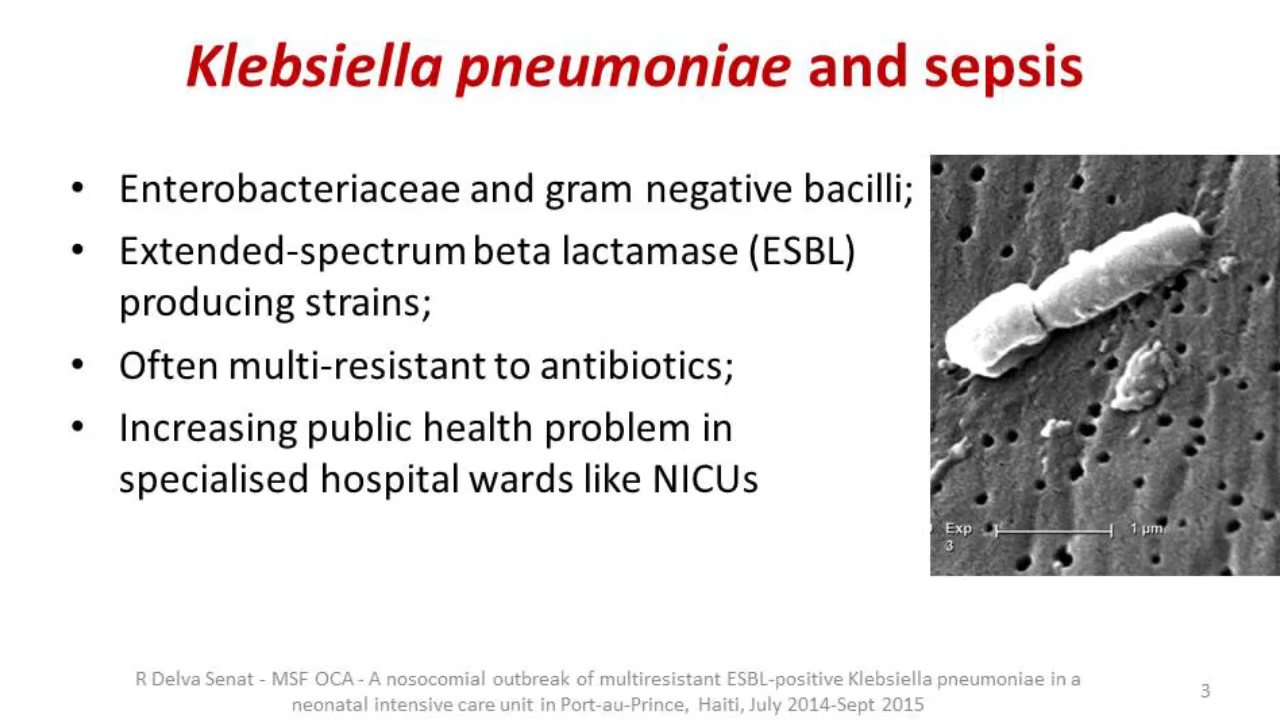 Klebsiella pneumoniae and sepsis
• Enterobacteriaceae and gram negative bacilli;
• Extended-spectrum beta lactamase (ESBL)
producing strains;
• Often multi-resistant to antibiotics;
• Increasing public health problem in
specialised hospital wards like NICUs
Exp
3
1 µm
R Delva Senat - MSF OCA - A nosocomial outbreak of multiresistant ESBL-positive Klebsiella pneumoniae in a
neonatal intensive care unit in Port-au-Prince, Haiti, July 2014-Sept 2015
3